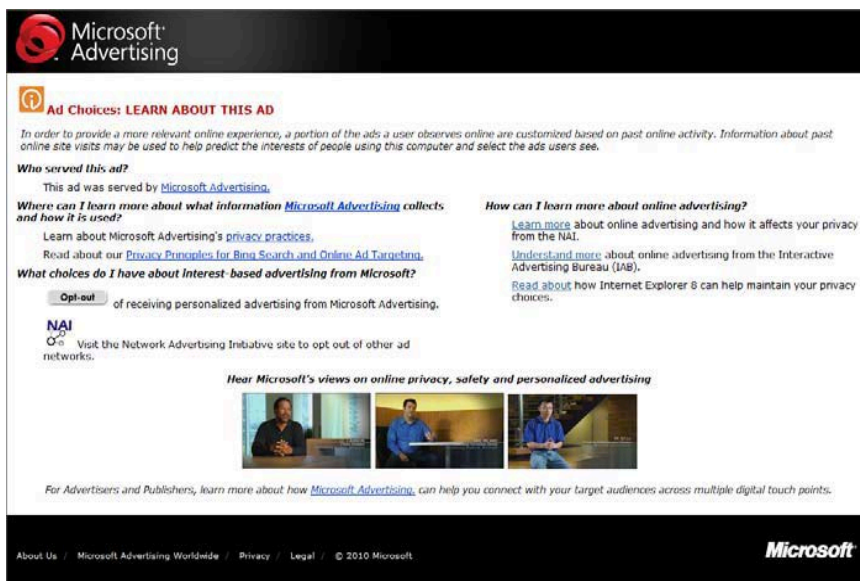 Microsoft®
Advertising
Ad Choices: LEARN ABOUT THIS AD
In order to provide a more relevant online experience, a portion of the ads a user observes online are customized based on past online activity. Information about past
online site visits may be used to help predict the interests of people using this computer and select the ads users see.
Who served this ad?
This ad was served by Microsoft Advertising.
Where can I learn more about what information Microsoft Advertising collects
and how it is used?
Learn about Microsoft Advertising's privacy practices.
Read about our Privacy Principles for Bing Search and Online Ad Targeting.
What choices do I have about interest-based advertising from Microsoft?
Opt-out of receiving personalized advertising from Microsoft Advertising.
NAI
Visit the Network Advertising Initiative site to opt out of other ad
networks.
How can I learn more about online advertising?
Learn more about online advertising and how it affects your privacy
from the NAI.
Understand more about online advertising from the Interactive
Advertising Bureau (IAB).
Read about how Internet Explorer 8 can help maintain your privacy
choices.
Hear Microsoft's views on online privacy, safety and personalized advertising
For Advertisers and Publishers, learn more about how Microsoft Advertising. can help you connect with your target audiences across multiple digital touch points.
About Us / Microsoft Advertising Worldwide / Privacy / Legal / © 2010 Microsoft
Microsoft®